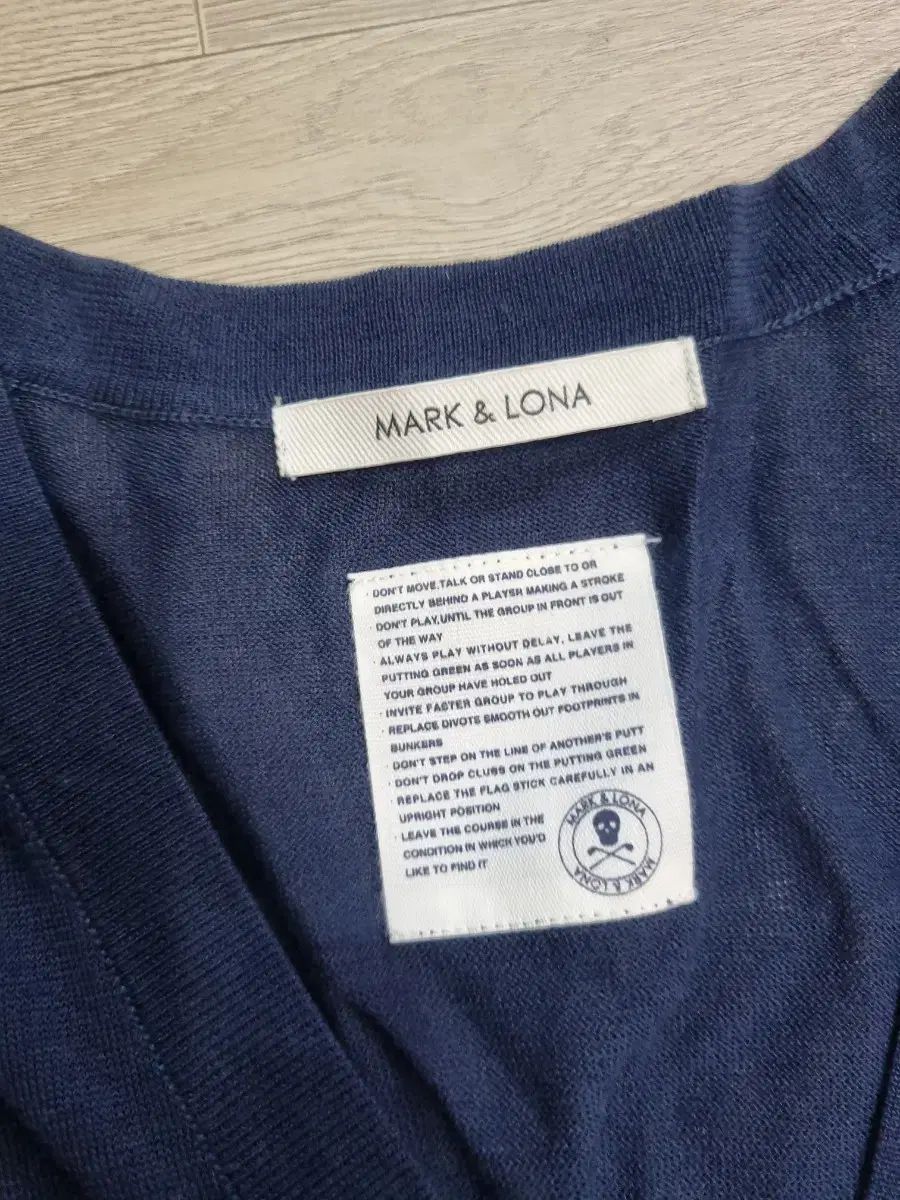 MARK & LONA
· DON'T MOVE,TALK OR STAND CLOSE TO OR
DIRECTLY BEHIND A PLAYER MAKING A STROKE
· DON'T PLAY,UNTIL THE GROUP IN FRONT IS OUT
OF THE WAY
· ALWAYS PLAY WITHOUT DELAY, LEAVE THE
PUTTING GREEN AS SOON AS ALL PLAYERS IN
YOUR GROUP HAVE HOLED OUT
· INVITE FASTER GROUP TO PLAY THROUGH
· REPLACE DIVOTS SMOOTH OUT FOOTPRINTS IN
BUNKERS
· DON'T STEP ON THE LINE OF ANOTHER'S PUTT
· DON'T DROP CLUBS ON THE PUTTING GREEN
· REPLACE THE FLAG STICK CAREFULLY IN AN
UPRIGHT POSITION
· LEAVE THE COURSE IN THE
CONDITION IN WHICH YOU'D
LIKE TO FIND IT
MARK & LONA
MARK & LONA